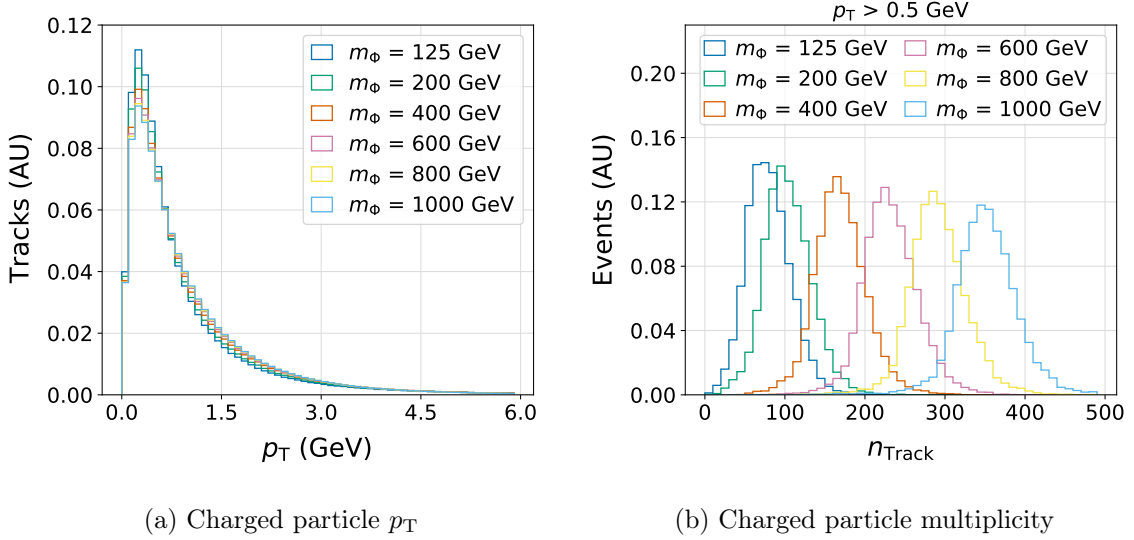 0.12
0.10
0.08
0.06
0.04
0.02
0.00
Tracks (AU)
m_Φ = 125 GeV
m_Φ = 200 GeV
m_Φ = 400 GeV
m_Φ = 600 GeV
m_Φ = 800 GeV
m_Φ = 1000 GeV
0.0 1.5 3.0 4.5 6.0
p_T (GeV)
(a) Charged particle p_T
p_T > 0.5 GeV
0.20
0.16
0.12
0.08
0.04
0.00
Events (AU)
m_Φ = 125 GeV m_Φ = 600 GeV
m_Φ = 200 GeV m_Φ = 800 GeV
m_Φ = 400 GeV m_Φ = 1000 GeV
0 100 200 300 400 500
n_Track
(b) Charged particle multiplicity